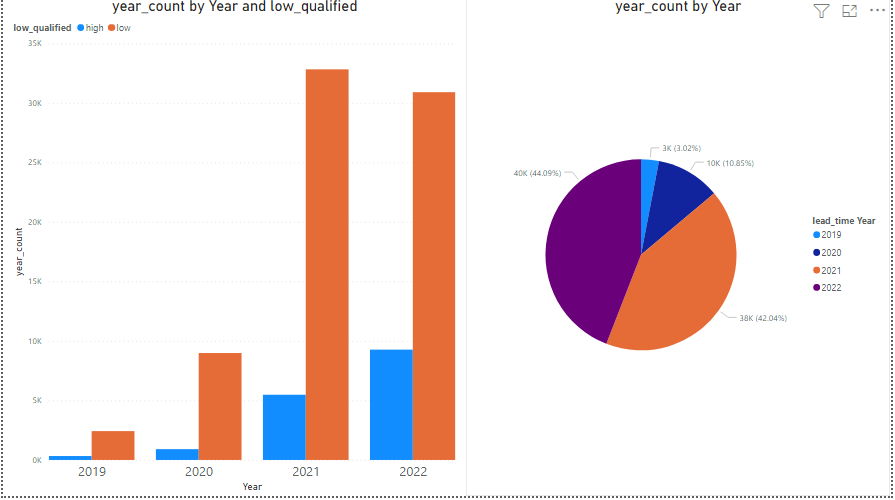 year_count by Year and low_qualified
low_qualified high low
35K
30K
25K
20K
15K
10K
5K
0K
year_count
2019 2020 2021 2022
Year
year_count by Year
3K (3.02%)
10K (10.85%)
40K (44.09%)
38K (42.04%)
lead_time Year
2019
2020
2021
2022